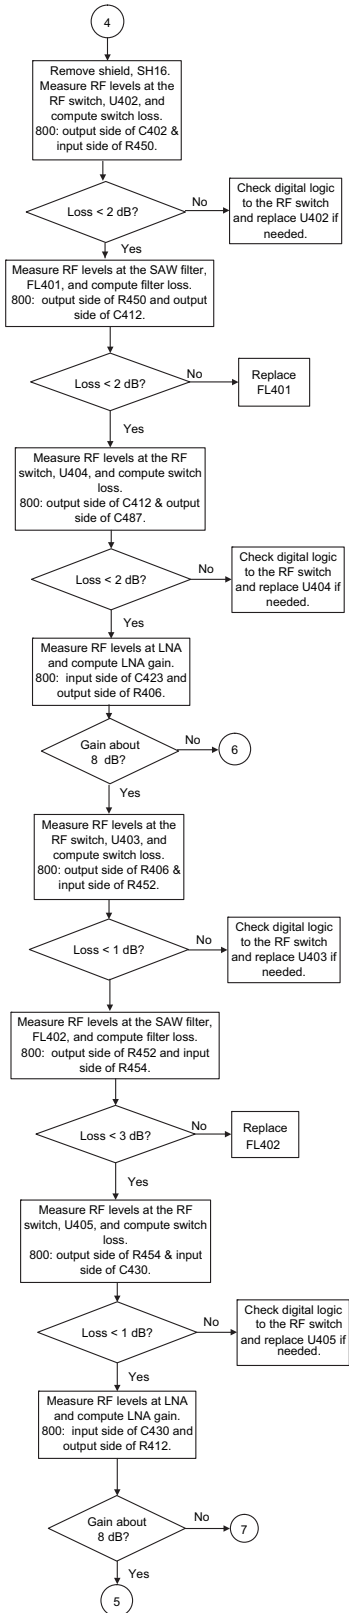 4
Remove shield, SH16.
Measure RF levels at the
RF switch, U402, and
compute switch loss.
800: output side of C402 &
input side of R450.
Loss < 2 dB?
No
Check digital logic
to the RF switch
and replace U402 if
needed.
Yes
Measure RF levels at the SAW filter,
FL401, and compute filter loss.
800: output side of R450 and output
side of C412.
Loss < 2 dB?
No
Replace
FL401
Yes
Measure RF levels at the RF
switch, U404, and compute switch
loss.
800: output side of C412 & output
side of C487.
Loss < 2 dB?
No
Check digital logic
to the RF switch
and replace U404 if
needed.
Yes
Measure RF levels at LNA
and compute LNA gain.
800: input side of C423 and
output side of R406.
Gain about
8 dB?
No
6
Yes
Measure RF levels at the
RF switch, U403, and
compute switch loss.
800: output side of R406 &
input side of R452.
Loss < 1 dB?
No
Check digital logic
to the RF switch
and replace U403 if
needed.
Measure RF levels at the SAW filter,
FL402, and compute filter loss.
800: output side of R452 and input
side of R454.
Loss < 3 dB?
No
Replace
FL402
Yes
Measure RF levels at the RF
switch, U405, and compute switch
loss.
800: output side of R454 & input
side of C430.
Loss < 1 dB?
No
Check digital logic
to the RF switch
and replace U405 if
needed.
Yes
Measure RF levels at LNA
and compute LNA gain.
800: input side of C430 and
output side of R412.
Gain about
8 dB?
No
7
Yes
5